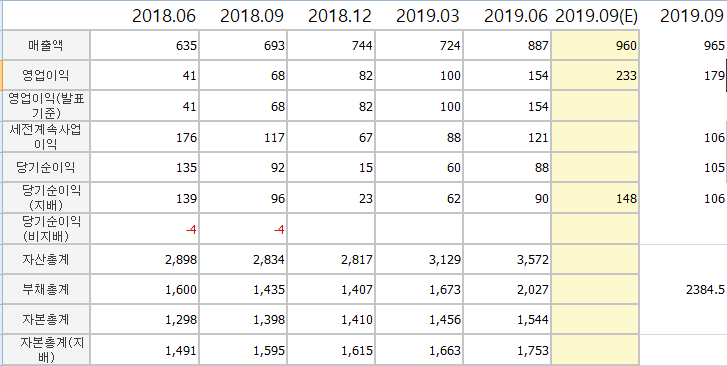 2018.06 2018.09 2018.12 2019.03 2019.06 2019.09(E) 2019.09
매출액 635 693 744 724 887 960 965
영업이익 41 68 82 100 154 233 179
영업이익(발표
기준) 41 68 82 100 154
세전계속사업
이익 176 117 67 88 121 106
당기순이익 135 92 15 60 88 105
당기순이익
(지배) 139 96 23 62 90 148 106
당기순이익
(비지배) -4 -4
자산총계 2,898 2,834 2,817 3,129 3,572
부채총계 1,600 1,435 1,407 1,673 2,027 2384.5
자본총계 1,298 1,398 1,410 1,456 1,544
자본총계(지
배) 1,491 1,595 1,615 1,663 1,753